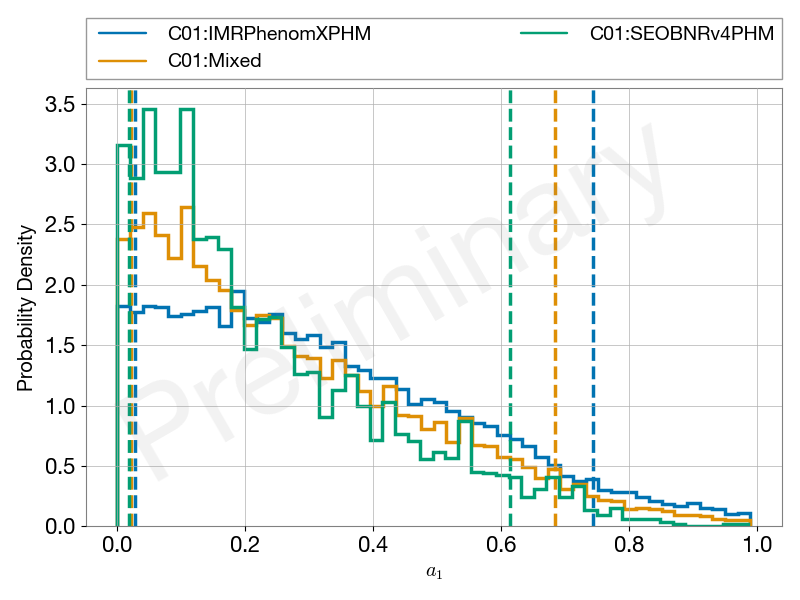 C01:IMRPhenomXPHM
C01:SEOBNRv4PHM
C01:Mixed
3.5
3.0
2.5
2.0
1.5
1.0
0.5
0.0
Probability Density
Preliminary
0.0 0.2 0.4 0.6 0.8 1.0
a₁